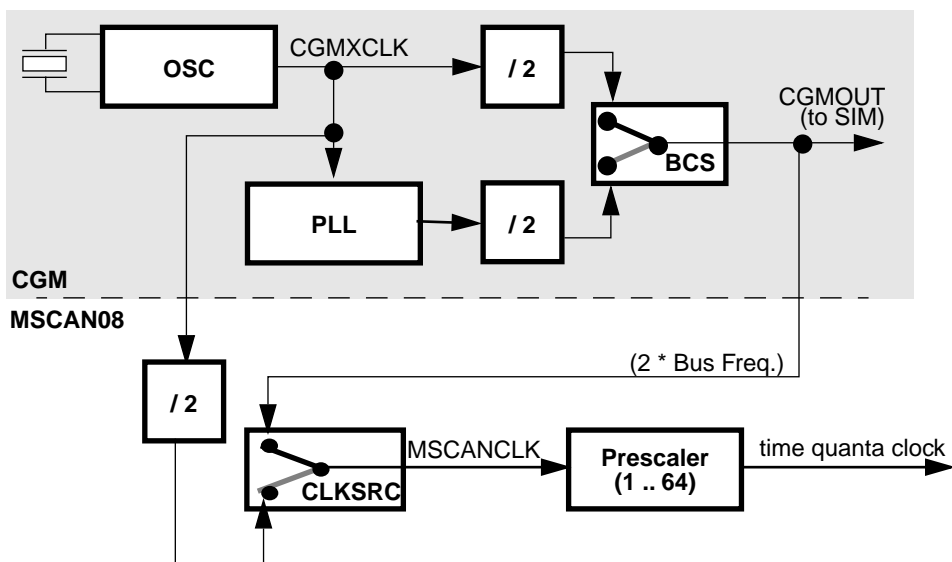 CGMXCLK
OSC
/ 2
CGMOUT
(to SIM)
BCS
PLL
/ 2
CGM
MSCAN08
(2 * Bus Freq.)
/ 2
MSCANCLK
CLKSRC
Prescaler
(1 .. 64)
time quanta clock